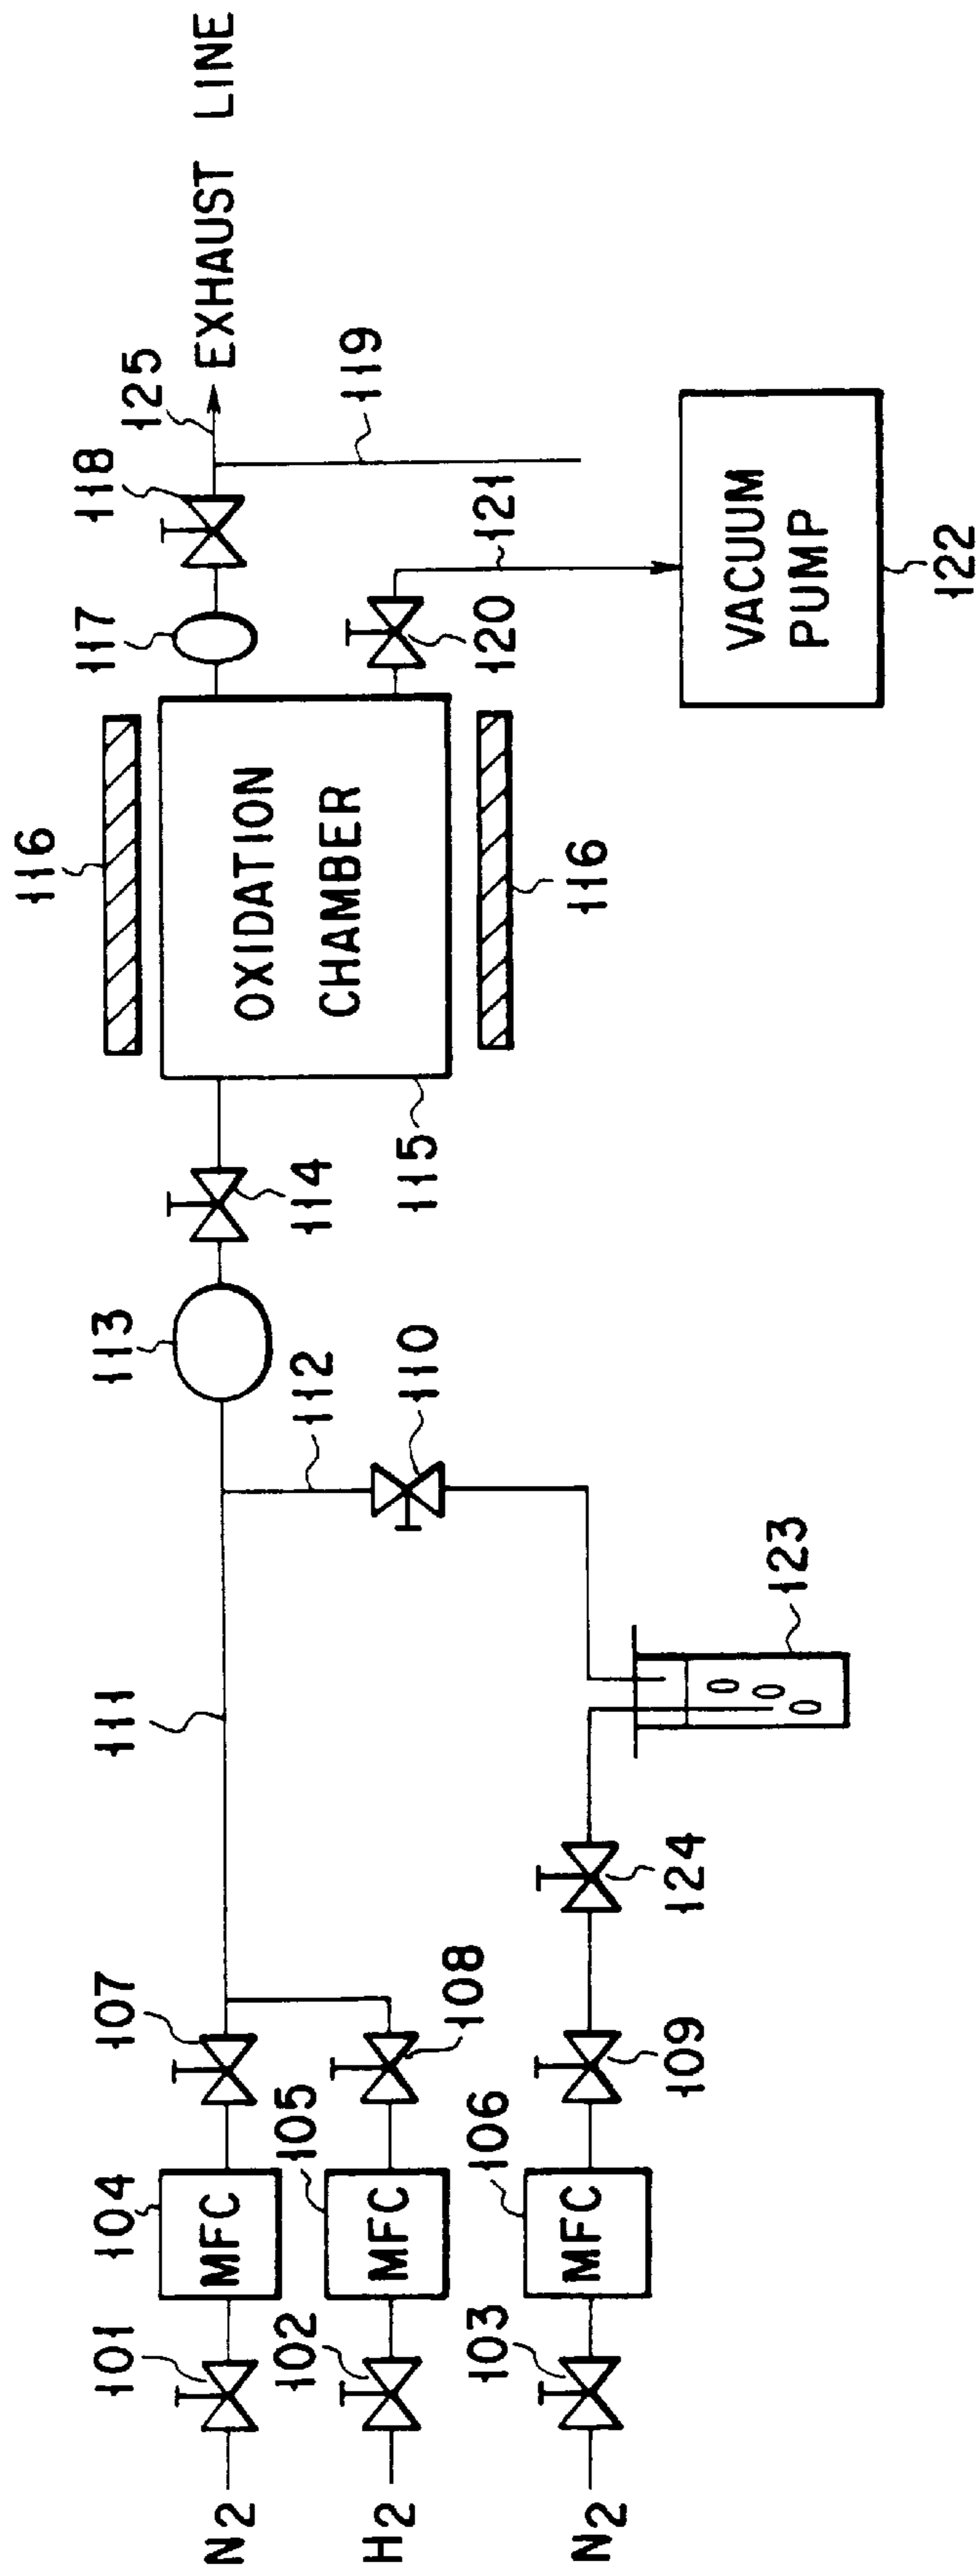 EXHAUST LINE
125
118
119
117
121
120
VACUUM
PUMP
122
116
OXIDATION
CHAMBER
116
115
114
113
112
110
111
123
124
107
108
109
104
MFC
105
MFC
106
MFC
101
102
103
N2
H2
N2